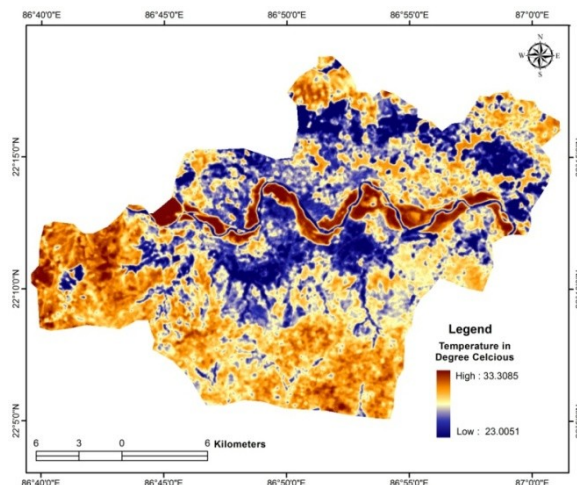 86°40'0"E 86°45'0"E 86°50'0"E 86°55'0"E 87°0'0"E
N
W E
S
22°15'0"N
22°10'0"N
22°5'0"N
Legend
Temperature in
Degree Celcious
High : 33.3085
Low : 23.0051
6 3 0 6 Kilometers
86°40'0"E 86°45'0"E 86°50'0"E 86°55'0"E 87°0'0"E